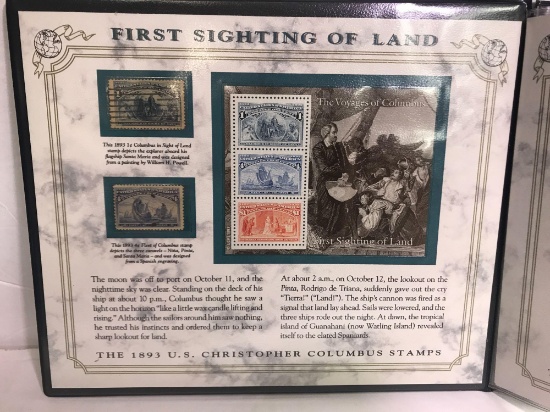 FIRST SIGHTING OF LAND
This 1893 1¢ Columbus in Sight of Land
stamp depicts the explorer aboard his
flagship Santa Maria and was designed
from a painting by William H. Powell.
This 1893 4¢ Fleet of Columbus stamp
depicts the three caravels – Nina, Pinta,
and Santa Maria – and was designed
from a Spanish engraving.
The Voyages of Columbus
First Sighting of Land
The moon was off to port on October 11, and the
nighttime sky was clear. Standing on the deck of his
ship at about 10 p.m., Columbus thought he saw a
light on the horizon "like a little wax candle lifting and
rising." Although the sailors around him saw nothing,
he trusted his instincts and ordered them to keep a
sharp lookout for land.
At about 2 a.m., on October 12, the lookout on the
Pinta, Rodrigo de Triana, suddenly gave out the cry
"Tierra!" ("Land!"). The ship's cannon was fired as a
signal that land lay ahead. Sails were lowered, and the
three ships rode out the night. At dawn, the tropical
island of Guanahani (now Watling Island) revealed
itself to the elated Spaniards.
THE 1893 U.S. CHRISTOPHER COLUMBUS STAMPS